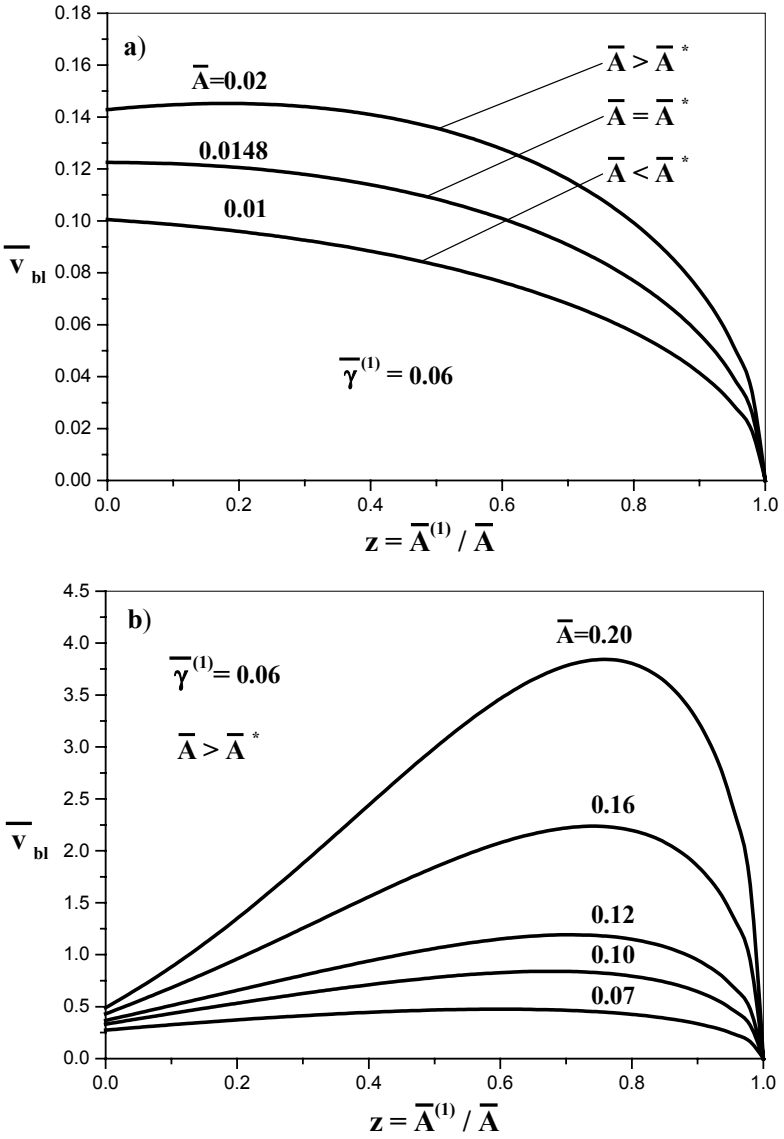 0.18
a)
0.16
A̅=0.02
A̅ > A̅ *
0.14
A̅ = A̅ *
0.12
0.0148
A̅ < A̅ *
0.10
0.01
v̅ bl
0.08
0.06
γ̅ (1) = 0.06
0.04
0.02
0.00
0.0 0.2 0.4 0.6 0.8 1.0
z = A̅ (1) / A̅
4.5
b)
A̅=0.20
4.0
γ̅ (1) = 0.06
3.5
A̅ > A̅ *
3.0
2.5
0.16
v̅ bl
2.0
1.5
0.12
1.0
0.10
0.07
0.5
0.0
0.0 0.2 0.4 0.6 0.8 1.0
z = A̅ (1) / A̅